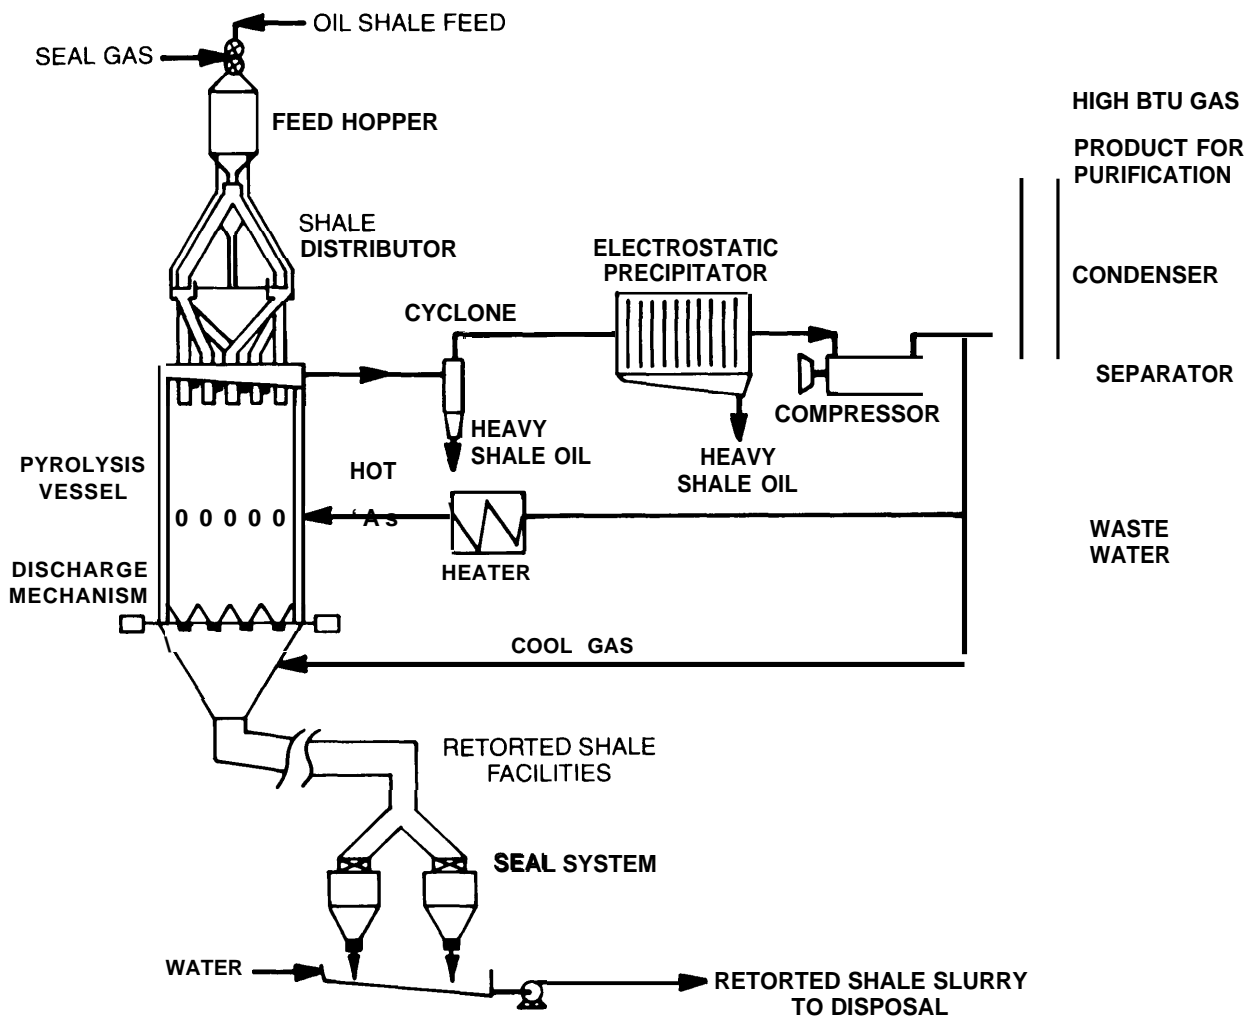 OIL SHALE FEED
SEAL GAS
FEED HOPPER
SHALE
DISTRIBUTOR
HIGH BTU GAS
PRODUCT FOR
PURIFICATION
ELECTROSTATIC
PRECIPITATOR
CONDENSER
CYCLONE
SEPARATOR
COMPRESSOR
HEAVY
SHALE OIL
HEAVY
SHALE OIL
PYROLYSIS
VESSEL
HOT
‘As
0 0 0 0 0
HEATER
WASTE
WATER
DISCHARGE
MECHANISM
COOL GAS
RETORTED SHALE
FACILITIES
SEAL SYSTEM
WATER
RETORTED SHALE SLURRY
TO DISPOSAL